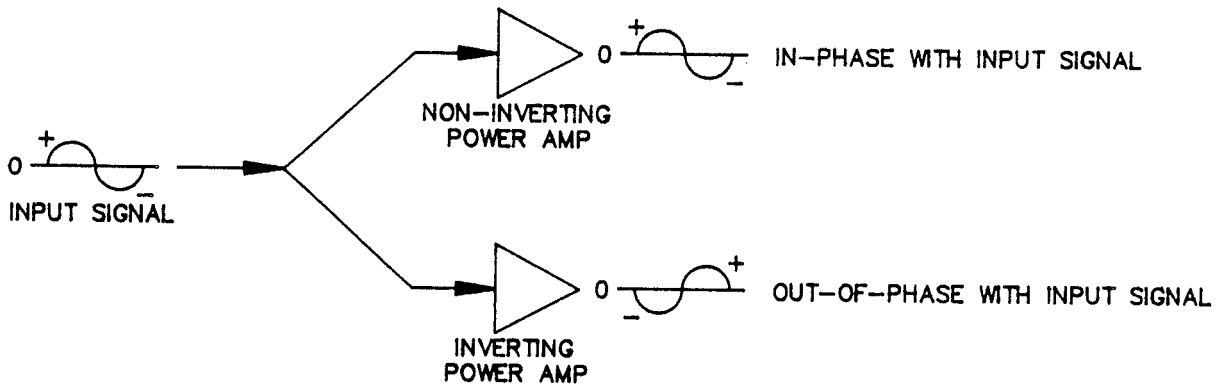 +
0
-
IN-PHASE WITH INPUT SIGNAL
NON-INVERTING
POWER AMP
+
0
-
INPUT SIGNAL
+
0
-
OUT-OF-PHASE WITH INPUT SIGNAL
INVERTING
POWER AMP